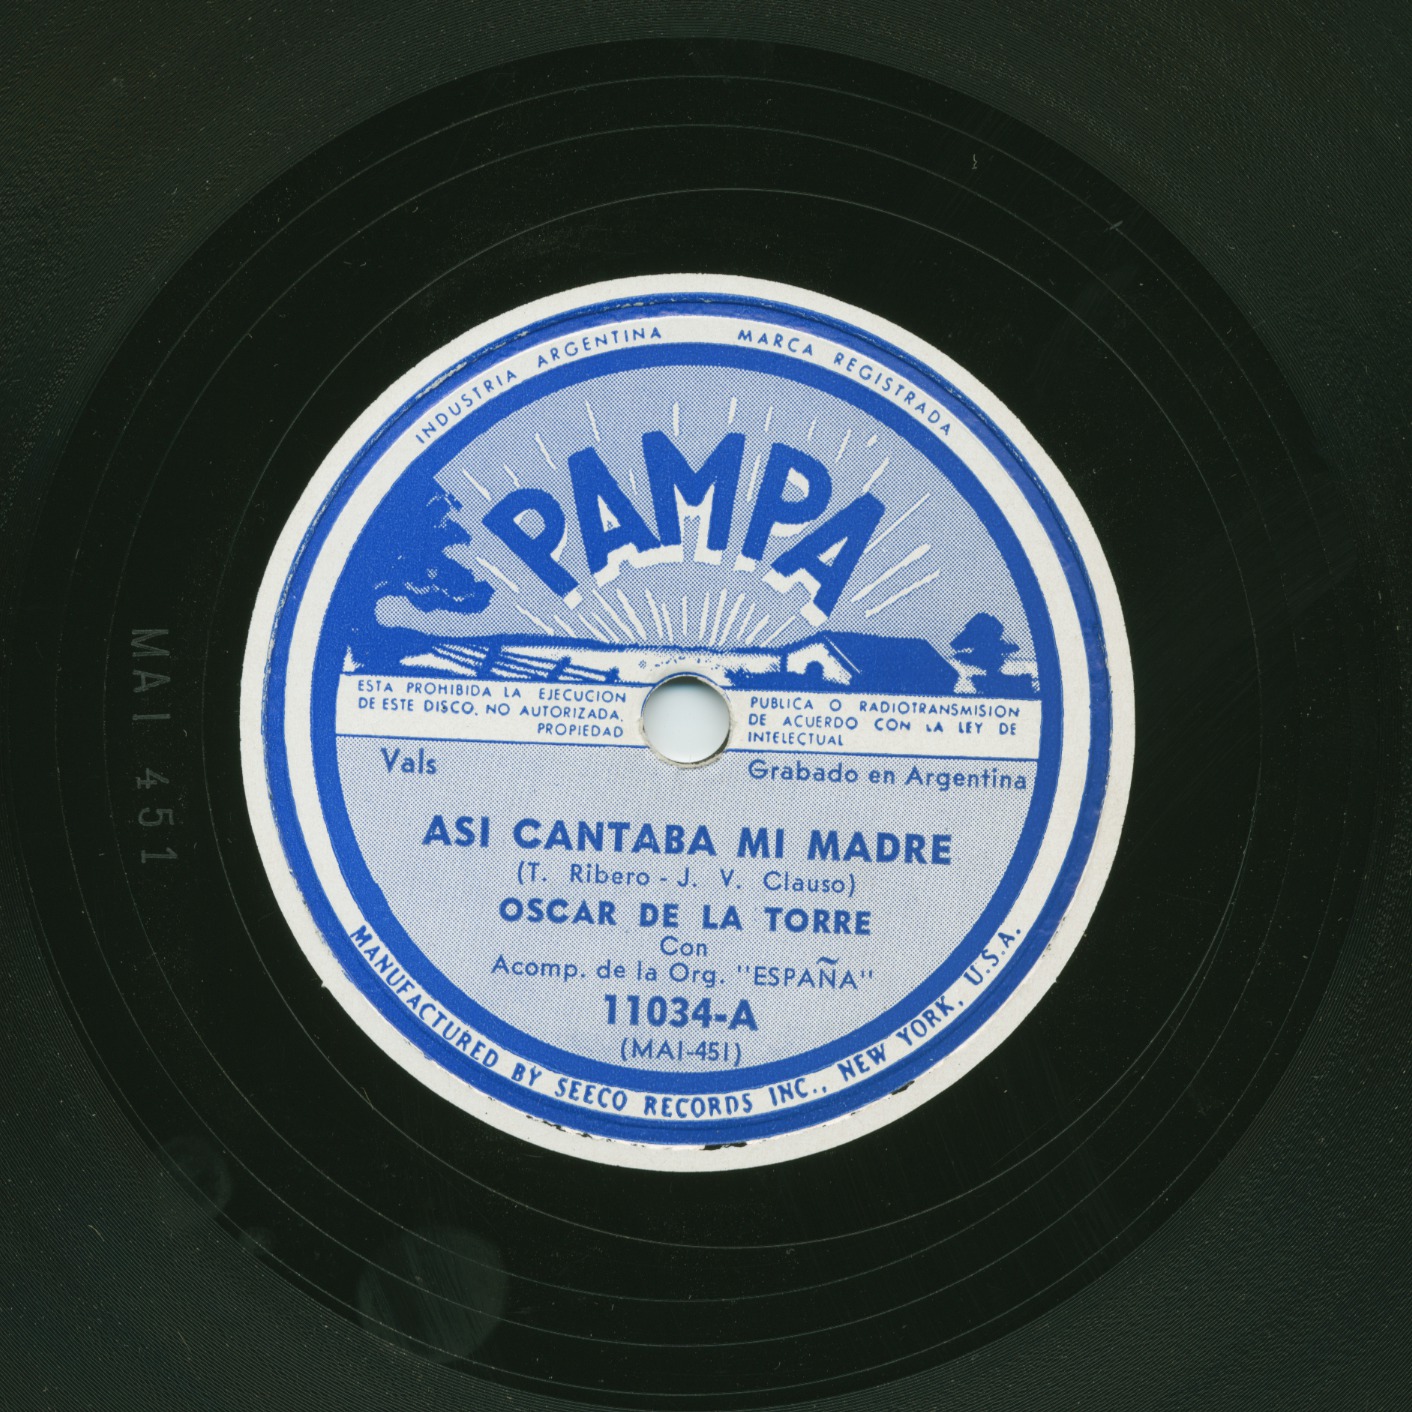 INDUSTRIA ARGENTINA MARCA REGISTRADA
PAMPA
ESTA PROHIBIDA LA EJECUCION PUBLICA O RADIOTRANSMISION
DE ESTE DISCO, NO AUTORIZADA, DE ACUERDO CON LA LEY DE
PROPIEDAD INTELECTUAL
Vals Grabado en Argentina
ASI CANTABA MI MADRE
(T. Ribero - J. V. Clauso)
OSCAR DE LA TORRE
Con
Acomp. de la Org. "ESPAÑA"
11034-A
(MAI-451)
MANUFACTURED BY SEECO RECORDS INC., NEW YORK, U.S.A.
MAI 451